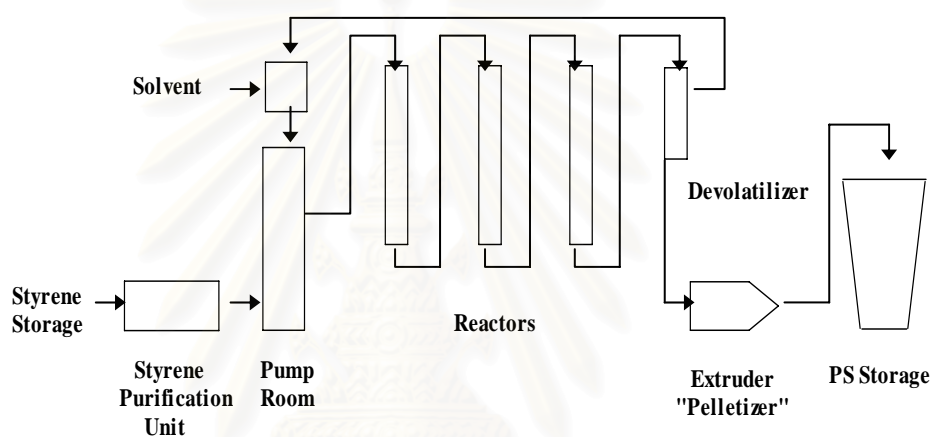 Solvent
Devolatilizer
Styrene
Storage
Reactors
Styrene
Purification
Unit
Pump
Room
Extruder
"Pelletizer"
PS Storage